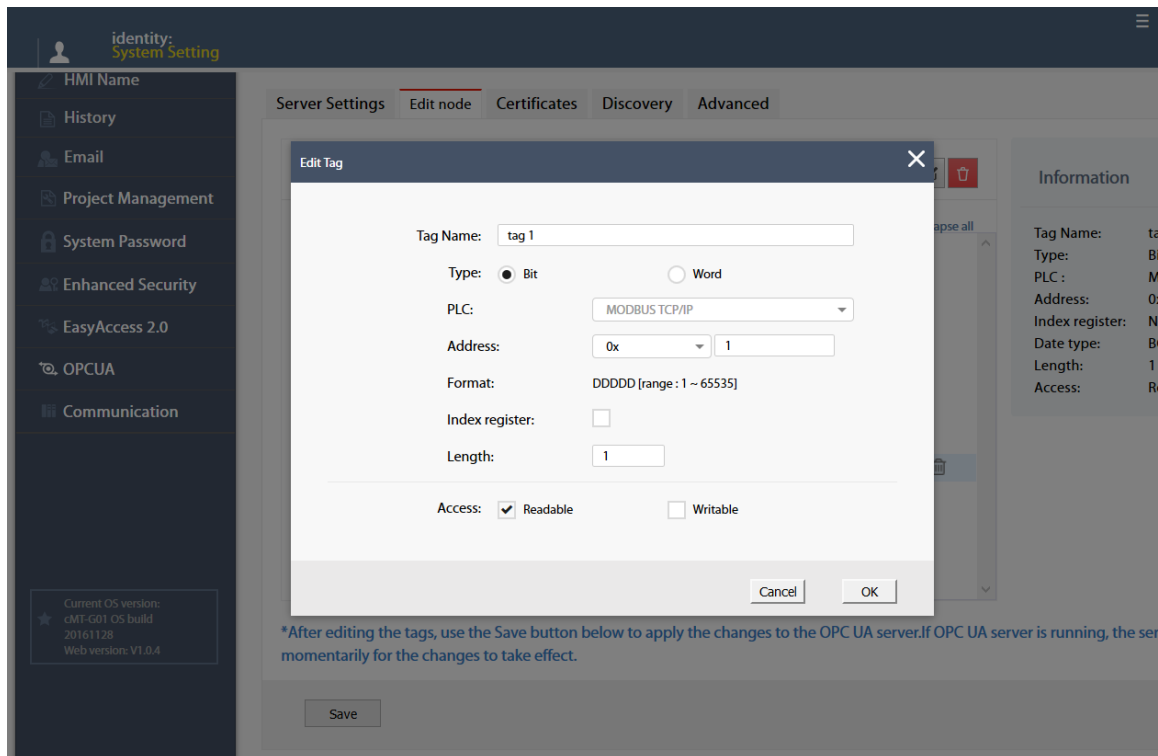 identity:
System Setting
HMI Name
History
Email
Project Management
System Password
Enhanced Security
EasyAccess 2.0
OPCUA
Communication
Current OS version:
cMT-G01 OS build
20161128
Web version: V1.0.4
Server Settings Edit node Certificates Discovery Advanced
Edit Tag
Tag Name: tag 1
Type: Bit Word
PLC: MODBUS TCP/IP
Address: 0x 1
Format: DDDDD [range : 1 ~ 65535]
Index register:
Length: 1
Access: Readable Writable
Cancel OK
Information
Tag Name:
Type:
PLC :
Address:
Index register:
Date type:
Length: 1
Access:
*After editing the tags, use the Save button below to apply the changes to the OPC UA server.If OPC UA server is running, the
momentarily for the changes to take effect.
Save